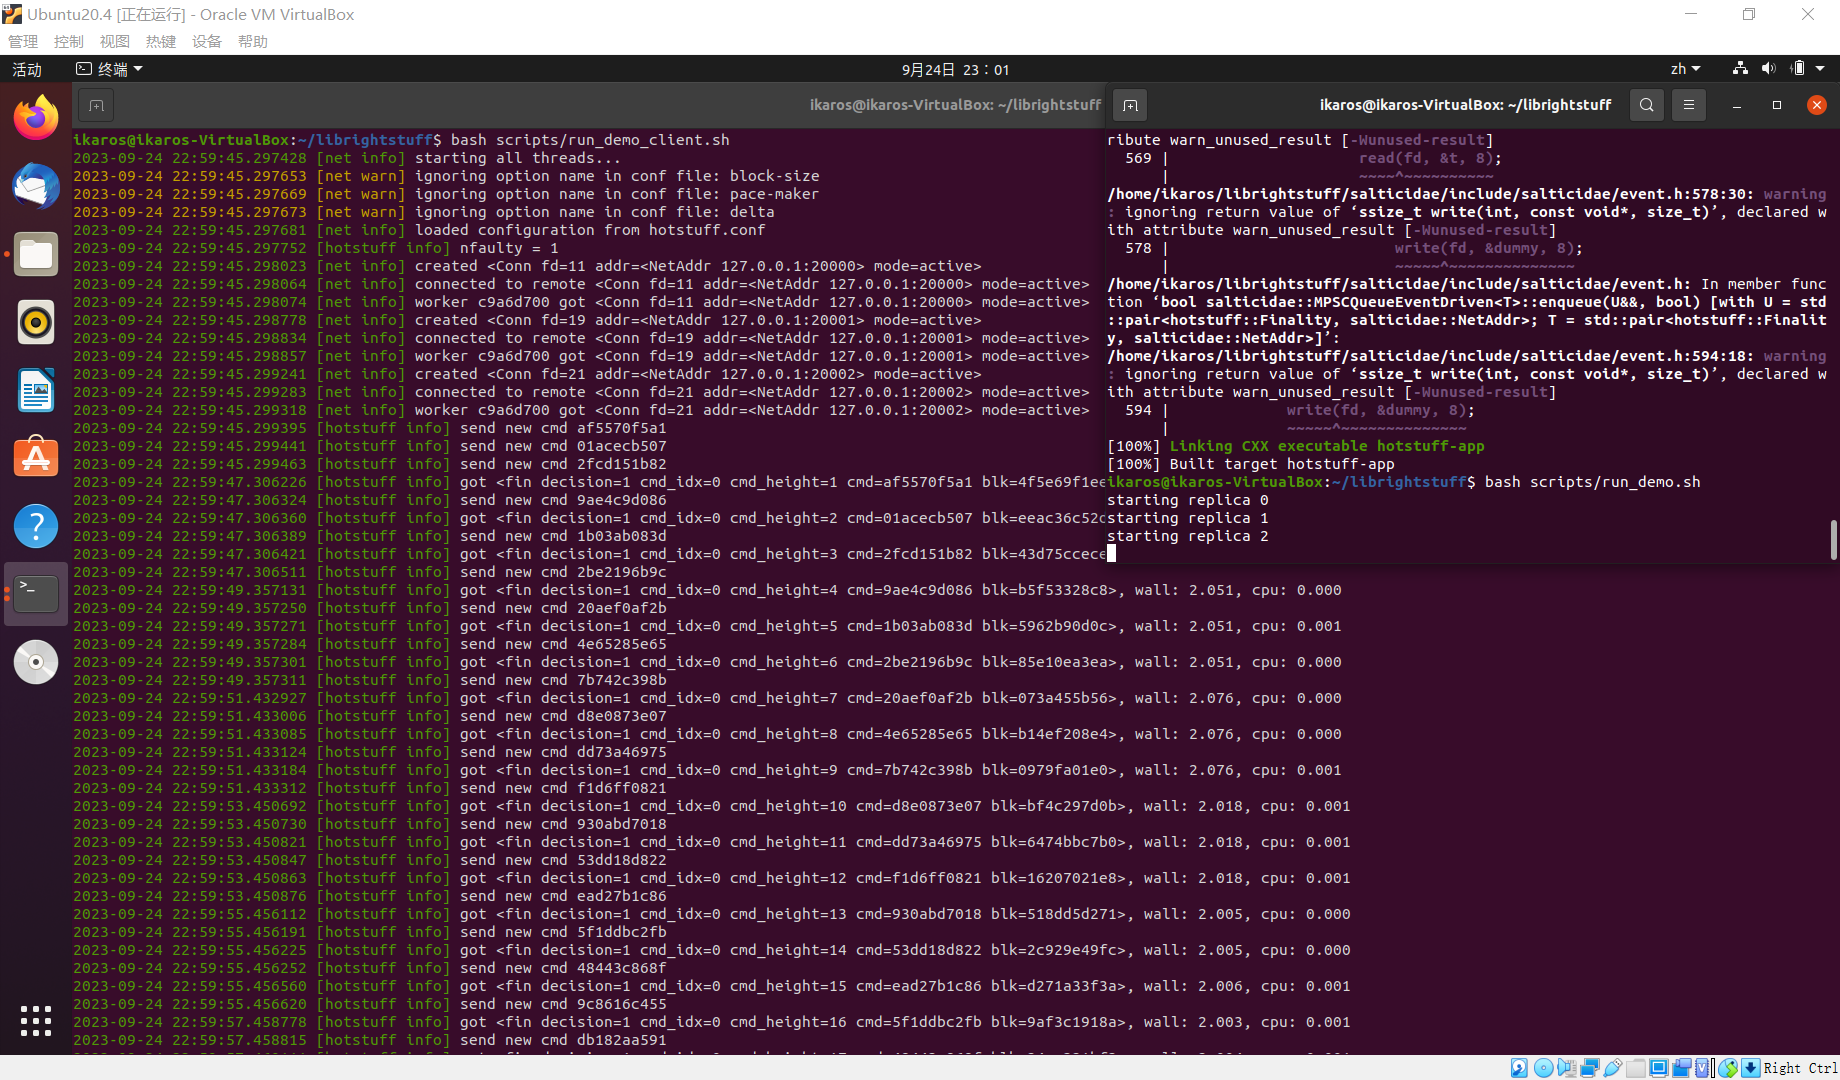 Ubuntu20.4 [正在运行] - Oracle VM VirtualBox
管理 控制 视图 热键 设备 帮助
活动 终端 9月24日 23：01 zh
ikaros@ikaros-VirtualBox: ~/librightstuff
ikaros@ikaros-VirtualBox:~/librightstuff$ bash scripts/run_demo_client.sh
2023-09-24 22:59:45.297428 [net info] starting all threads...
2023-09-24 22:59:45.297653 [net warn] ignoring option name in conf file: block-size
2023-09-24 22:59:45.297669 [net warn] ignoring option name in conf file: pace-maker
2023-09-24 22:59:45.297673 [net warn] ignoring option name in conf file: delta
2023-09-24 22:59:45.297681 [net info] loaded configuration from hotstuff.conf
2023-09-24 22:59:45.297752 [hotstuff info] nfaulty = 1
2023-09-24 22:59:45.298023 [net info] created <Conn fd=11 addr=<NetAddr 127.0.0.1:20000> mode=active>
2023-09-24 22:59:45.298064 [net info] connected to remote <Conn fd=11 addr=<NetAddr 127.0.0.1:20000> mode=active>
2023-09-24 22:59:45.298074 [net info] worker c9a6d700 got <Conn fd=11 addr=<NetAddr 127.0.0.1:20000> mode=active>
2023-09-24 22:59:45.298778 [net info] created <Conn fd=19 addr=<NetAddr 127.0.0.1:20001> mode=active>
2023-09-24 22:59:45.298834 [net info] connected to remote <Conn fd=19 addr=<NetAddr 127.0.0.1:20001> mode=active>
2023-09-24 22:59:45.298857 [net info] worker c9a6d700 got <Conn fd=19 addr=<NetAddr 127.0.0.1:20001> mode=active>
2023-09-24 22:59:45.299241 [net info] created <Conn fd=21 addr=<NetAddr 127.0.0.1:20002> mode=active>
2023-09-24 22:59:45.299283 [net info] connected to remote <Conn fd=21 addr=<NetAddr 127.0.0.1:20002> mode=active>
2023-09-24 22:59:45.299318 [net info] worker c9a6d700 got <Conn fd=21 addr=<NetAddr 127.0.0.1:20002> mode=active>
2023-09-24 22:59:45.299395 [hotstuff info] send new cmd af5570f5a1
2023-09-24 22:59:45.299441 [hotstuff info] send new cmd 01acecb507
2023-09-24 22:59:45.299463 [hotstuff info] send new cmd 2fcd151b82
2023-09-24 22:59:47.306226 [hotstuff info] got <fin decision=1 cmd_idx=0 cmd_height=1 cmd=af5570f5a1 blk=4f5e69f1ee
2023-09-24 22:59:47.306324 [hotstuff info] send new cmd 9ae4c9d086
2023-09-24 22:59:47.306360 [hotstuff info] got <fin decision=1 cmd_idx=0 cmd_height=2 cmd=01acecb507 blk=eeac36c52c
2023-09-24 22:59:47.306389 [hotstuff info] send new cmd 1b03ab083d
2023-09-24 22:59:47.306421 [hotstuff info] got <fin decision=1 cmd_idx=0 cmd_height=3 cmd=2fcd151b82 blk=43d75ccece
2023-09-24 22:59:47.306511 [hotstuff info] send new cmd 2be2196b9c
2023-09-24 22:59:49.357131 [hotstuff info] got <fin decision=1 cmd_idx=0 cmd_height=4 cmd=9ae4c9d086 blk=b5f53328c8>, wall: 2.051, cpu: 0.000
2023-09-24 22:59:49.357250 [hotstuff info] send new cmd 20aef0af2b
2023-09-24 22:59:49.357271 [hotstuff info] got <fin decision=1 cmd_idx=0 cmd_height=5 cmd=1b03ab083d blk=5962b90d0c>, wall: 2.051, cpu: 0.001
2023-09-24 22:59:49.357284 [hotstuff info] send new cmd 4e65285e65
2023-09-24 22:59:49.357301 [hotstuff info] got <fin decision=1 cmd_idx=0 cmd_height=6 cmd=2be2196b9c blk=85e10ea3ea>, wall: 2.051, cpu: 0.000
2023-09-24 22:59:49.357311 [hotstuff info] send new cmd 7b742c398b
2023-09-24 22:59:51.432927 [hotstuff info] got <fin decision=1 cmd_idx=0 cmd_height=7 cmd=20aef0af2b blk=073a455b56>, wall: 2.076, cpu: 0.000
2023-09-24 22:59:51.433006 [hotstuff info] send new cmd d8e0873e07
2023-09-24 22:59:51.433085 [hotstuff info] got <fin decision=1 cmd_idx=0 cmd_height=8 cmd=4e65285e65 blk=b14ef208e4>, wall: 2.076, cpu: 0.000
2023-09-24 22:59:51.433124 [hotstuff info] send new cmd dd73a46975
2023-09-24 22:59:51.433184 [hotstuff info] got <fin decision=1 cmd_idx=0 cmd_height=9 cmd=7b742c398b blk=0979fa01e0>, wall: 2.076, cpu: 0.001
2023-09-24 22:59:51.433312 [hotstuff info] send new cmd f1d6ff0821
2023-09-24 22:59:53.450692 [hotstuff info] got <fin decision=1 cmd_idx=0 cmd_height=10 cmd=d8e0873e07 blk=bf4c297d0b>, wall: 2.018, cpu: 0.001
2023-09-24 22:59:53.450730 [hotstuff info] send new cmd 930abd7018
2023-09-24 22:59:53.450821 [hotstuff info] got <fin decision=1 cmd_idx=0 cmd_height=11 cmd=dd73a46975 blk=6474bbc7b0>, wall: 2.018, cpu: 0.001
2023-09-24 22:59:53.450847 [hotstuff info] send new cmd 53dd18d822
2023-09-24 22:59:53.450863 [hotstuff info] got <fin decision=1 cmd_idx=0 cmd_height=12 cmd=f1d6ff0821 blk=16207021e8>, wall: 2.018, cpu: 0.001
2023-09-24 22:59:53.450876 [hotstuff info] send new cmd ead27b1c86
2023-09-24 22:59:55.456112 [hotstuff info] got <fin decision=1 cmd_idx=0 cmd_height=13 cmd=930abd7018 blk=518dd5d271>, wall: 2.005, cpu: 0.000
2023-09-24 22:59:55.456191 [hotstuff info] send new cmd 5f1ddbc2fb
2023-09-24 22:59:55.456225 [hotstuff info] got <fin decision=1 cmd_idx=0 cmd_height=14 cmd=53dd18d822 blk=2c929e49fc>, wall: 2.005, cpu: 0.000
2023-09-24 22:59:55.456252 [hotstuff info] send new cmd 48443c868f
2023-09-24 22:59:55.456560 [hotstuff info] got <fin decision=1 cmd_idx=0 cmd_height=15 cmd=ead27b1c86 blk=d271a33f3a>, wall: 2.006, cpu: 0.001
2023-09-24 22:59:55.456620 [hotstuff info] send new cmd 9c8616c455
2023-09-24 22:59:57.458778 [hotstuff info] got <fin decision=1 cmd_idx=0 cmd_height=16 cmd=5f1ddbc2fb blk=9af3c1918a>, wall: 2.003, cpu: 0.001
2023-09-24 22:59:57.458815 [hotstuff info] send new cmd db182aa591
ikaros@ikaros-VirtualBox: ~/librightstuff
ribute warn_unused_result [-Wunused-result]
569 | read(fd, &t, 8);
| ~~~~^~~~~~~~~~~
/home/ikaros/librightstuff/salticidae/include/salticidae/event.h:578:30: warning
: ignoring return value of ‘ssize_t write(int, const void*, size_t)’, declared w
ith attribute warn_unused_result [-Wunused-result]
578 | write(fd, &dummy, 8);
| ~~~~~^~~~~~~~~~~~~~~
/home/ikaros/librightstuff/salticidae/include/salticidae/event.h: In member func
tion ‘bool salticidae::MPSCQueueEventDriven<T>::enqueue(U&&, bool) [with U = std
::pair<hotstuff::Finality, salticidae::NetAddr>; T = std::pair<hotstuff::Finalit
y, salticidae::NetAddr>]’:
/home/ikaros/librightstuff/salticidae/include/salticidae/event.h:594:18: warning
: ignoring return value of ‘ssize_t write(int, const void*, size_t)’, declared w
ith attribute warn_unused_result [-Wunused-result]
594 | write(fd, &dummy, 8);
| ~~~~~^~~~~~~~~~~~~~~
[100%] Linking CXX executable hotstuff-app
[100%] Built target hotstuff-app
ikaros@ikaros-VirtualBox:~/librightstuff$ bash scripts/run_demo.sh
starting replica 0
starting replica 1
starting replica 2
Right Ctrl